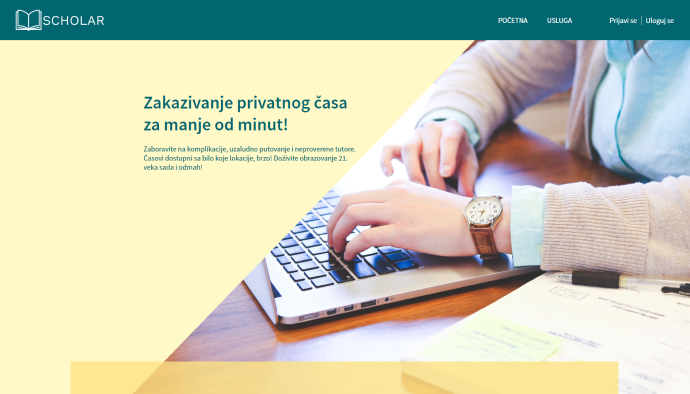 SCHOLAR
POČETNA USLUGA Prijavi se | Uloguj se
Zakazivanje privatnog časa
za manje od minut!
Zaboravite na komplikacije, uzaludno putovanje i neproverene tutore.
Časovi dostupni sa bilo koje lokacije, brzo! Doživite obrazovanje 21.
veka sada i odmah!